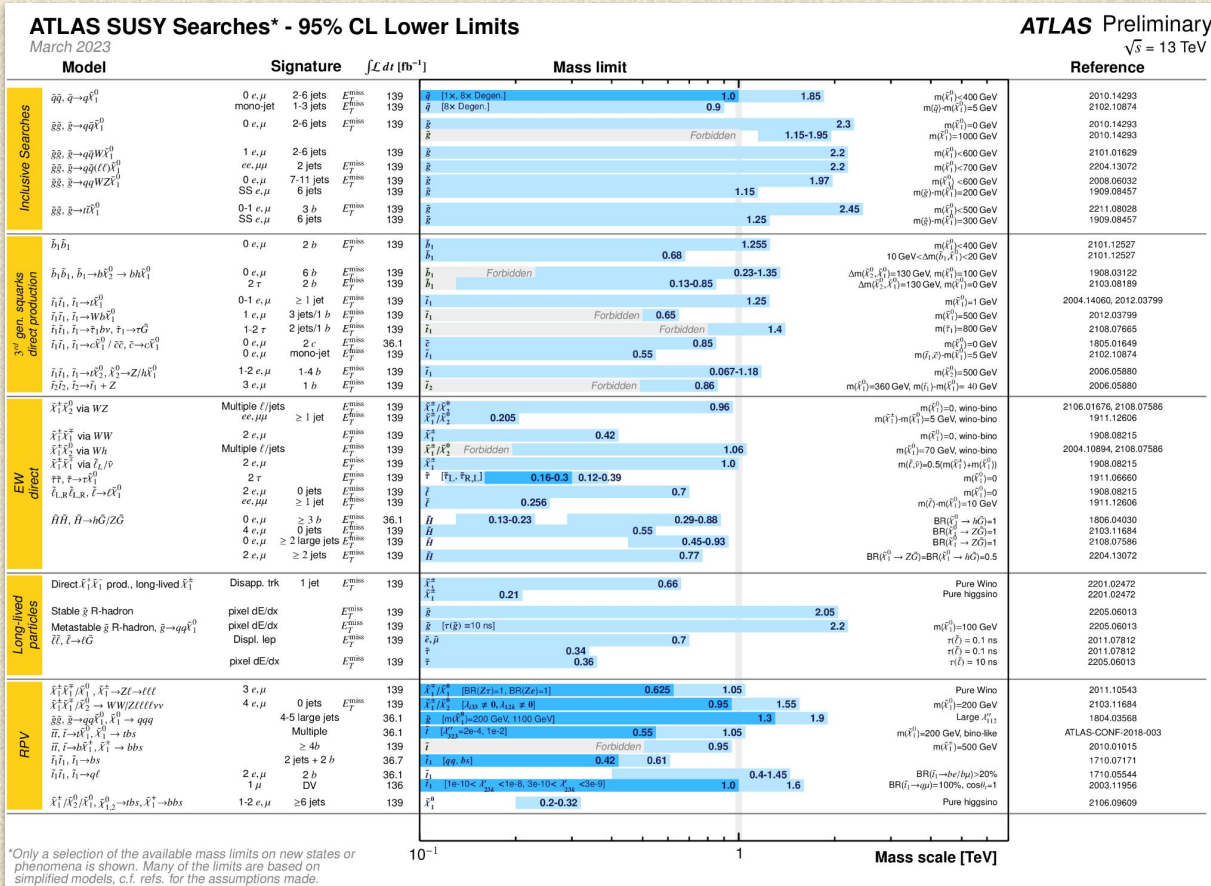 ATLAS SUSY Searches* - 95% CL Lower Limits
March 2023
ATLAS Preliminary
√s = 13 TeV
Model Signature ∫ℒ dt [fb⁻¹] Mass limit Reference
Inclusive Searches
q̃q̃, q̃→qχ̃₁⁰ 0 e,μ 2-6 jets E_T^miss 139 q̃ [1×, 8× Degen.] 1.0 1.85 m(χ̃₁⁰)<400 GeV 2010.14293
mono-jet 1-3 jets E_T^miss 139 q̃ [8× Degen.] 0.9 m(q̃)-m(χ̃₁⁰)=5 GeV 2102.10874
g̃g̃, g̃→qq̄χ̃₁⁰ 0 e,μ 2-6 jets E_T^miss 139 g̃ 2.3 m(χ̃₁⁰)=0 GeV 2010.14293
g̃ Forbidden 1.15-1.95 m(χ̃₁⁰)=1000 GeV 2010.14293
g̃g̃, g̃→qq̄Wχ̃₁⁰ 1 e,μ 2-6 jets 139 g̃ 2.2 m(χ̃₁⁰)<600 GeV 2101.01629
g̃g̃, g̃→qq̄(ℓℓ)χ̃₁⁰ ee,μμ 2 jets E_T^miss 139 g̃ 2.2 m(χ̃₁⁰)<700 GeV 2204.13072
g̃g̃, g̃→qqWZχ̃₁⁰ 0 e,μ 7-11 jets E_T^miss 139 g̃ 1.97 m(χ̃₁⁰) <600 GeV 2008.06032
SS e,μ 6 jets 139 g̃ 1.15 m(g̃)-m(χ̃₁⁰)=200 GeV 1909.08457
g̃g̃, g̃→tt̄χ̃₁⁰ 0-1 e,μ 3 b E_T^miss 139 g̃ 2.45 m(χ̃₁⁰)<500 GeV 2211.08028
SS e,μ 6 jets 139 g̃ 1.25 m(g̃)-m(χ̃₁⁰)=300 GeV 1909.08457
3rd gen. squarks
direct production
b̃₁b̃₁ 0 e,μ 2 b E_T^miss 139 b̃₁ 1.255 m(χ̃₁⁰)<400 GeV 2101.12527
b̃₁ 0.68 10 GeV<Δm(b̃₁,χ̃₁⁰)<20 GeV 2101.12527
b̃₁b̃₁, b̃₁→bχ̃₂⁰ → bhχ̃₁⁰ 0 e,μ 6 b E_T^miss 139 b̃₁ Forbidden 0.23-1.35 Δm(χ̃₂⁰,χ̃₁⁰)=130 GeV, m(χ̃₁⁰)=100 GeV 1908.03122
2 τ 2 b E_T^miss 139 b̃₁ 0.13-0.85 Δm(χ̃₂⁰,χ̃₁⁰)=130 GeV, m(χ̃₁⁰)=0 GeV 2103.08189
t̃₁t̃₁, t̃₁→tχ̃₁⁰ 0-1 e,μ ≥ 1 jet E_T^miss 139 t̃₁ 1.25 m(χ̃₁⁰)=1 GeV 2004.14060, 2012.03799
t̃₁t̃₁, t̃₁→Wbχ̃₁⁰ 1 e,μ 3 jets/1 b E_T^miss 139 t̃₁ Forbidden 0.65 m(χ̃₁⁰)=500 GeV 2012.03799
t̃₁t̃₁, t̃₁→τ̃₁bν, τ̃₁→τG̃ 1-2 τ 2 jets/1 b E_T^miss 139 t̃₁ Forbidden 1.4 m(τ̃₁)=800 GeV 2108.07665
t̃₁t̃₁, t̃₁→cχ̃₁⁰ / c̃c̃, c̃→cχ̃₁⁰ 0 e,μ 2 c E_T^miss 36.1 c̃ 0.85 m(χ̃₁⁰)=0 GeV 1805.01649
0 e,μ mono-jet E_T^miss 139 t̃₁ 0.55 m(t̃₁,c̃)-m(χ̃₁⁰)=5 GeV 2102.10874
t̃₁t̃₁, t̃₁→tχ̃₂⁰, χ̃₂⁰→Z/hχ̃₁⁰ 1-2 e,μ 1-4 b E_T^miss 139 t̃₁ 0.067-1.18 m(χ̃₂⁰)=500 GeV 2006.05880
t̃₂t̃₂, t̃₂→t̃₁ + Z 3 e,μ 1 b E_T^miss 139 t̃₂ Forbidden 0.86 m(χ̃₁⁰)=360 GeV, m(t̃₁)-m(χ̃₁⁰)= 40 GeV 2006.05880
EW
direct
χ̃₁±χ̃₂⁰ via WZ Multiple ℓ/jets E_T^miss 139 χ̃₁±/χ̃₂⁰ 0.96 m(χ̃₁⁰)=0, wino-bino 2106.01676, 2108.07586
ee,μμ ≥ 1 jet E_T^miss 139 χ̃₁±/χ̃₂⁰ 0.205 m(χ̃₁±)-m(χ̃₁⁰)=5 GeV, wino-bino 1911.12606
χ̃₁±χ̃₁∓ via WW 2 e,μ E_T^miss 139 χ̃₁± 0.42 m(χ̃₁⁰)=0, wino-bino 1908.08215
χ̃₁±χ̃₂⁰ via Wh Multiple ℓ/jets E_T^miss 139 χ̃₁±/χ̃₂⁰ Forbidden 1.06 m(χ̃₁⁰)=70 GeV, wino-bino 2004.10894, 2108.07586
χ̃₁±χ̃₁∓ via ℓ̃_L/ν̃ 2 e,μ E_T^miss 139 χ̃₁± 1.0 m(ℓ̃,ν̃)=0.5(m(χ̃₁±)+m(χ̃₁⁰)) 1908.08215
τ̃τ̃, τ̃→τχ̃₁⁰ 2 τ E_T^miss 139 τ̃ [τ̃_L, τ̃_R,L] 0.16-0.3 0.12-0.39 m(χ̃₁⁰)=0 1911.06660
ℓ̃_L,Rℓ̃_L,R, ℓ̃→ℓχ̃₁⁰ 2 e,μ 0 jets E_T^miss 139 ℓ̃ 0.7 m(χ̃₁⁰)=0 1908.08215
ee,μμ ≥ 1 jet E_T^miss 139 ℓ̃ 0.256 m(ℓ̃)-m(χ̃₁⁰)=10 GeV 1911.12606
H̃H̃, H̃→hG̃/ZG̃ 0 e,μ ≥ 3 b E_T^miss 36.1 H̃ 0.13-0.23 0.29-0.88 BR(χ̃₁⁰ → hG̃)=1 1806.04030
4 e,μ 0 jets E_T^miss 139 H̃ 0.55 BR(χ̃₁⁰ → ZG̃)=1 2103.11684
0 e,μ ≥ 2 large jets E_T^miss 139 H̃ 0.45-0.93 BR(χ̃₁⁰ → ZG̃)=1 2108.07586
2 e,μ ≥ 2 jets E_T^miss 139 H̃ 0.77 BR(χ̃₁⁰ → ZG̃)=BR(χ̃₁⁰ → hG̃)=0.5 2204.13072
Long-lived
particles
Direct χ̃₁⁺χ̃₁⁻ prod., long-lived χ̃₁± Disapp. trk 1 jet E_T^miss 139 χ̃₁± 0.66 Pure Wino 2201.02472
χ̃₁± 0.21 Pure higgsino 2201.02472
Stable g̃ R-hadron pixel dE/dx E_T^miss 139 g̃ 2.05 2205.06013
Metastable g̃ R-hadron, g̃→qqχ̃₁⁰ pixel dE/dx E_T^miss 139 g̃ [τ(g̃) =10 ns] 2.2 m(χ̃₁⁰)=100 GeV 2205.06013
ℓ̃ℓ̃, ℓ̃→ℓG̃ Displ. lep E_T^miss 139 ẽ, μ̃ 0.7 τ(ℓ̃) = 0.1 ns 2011.07812
τ̃ 0.34 τ(ℓ̃) = 0.1 ns 2011.07812
pixel dE/dx E_T^miss 139 τ̃ 0.36 τ(ℓ̃) = 10 ns 2205.06013
RPV
χ̃₁±χ̃₁∓/χ̃₁⁰, χ̃₁±→Zℓ→ℓℓℓ 3 e,μ 139 χ̃₁∓/χ̃₁⁰ [BR(Zτ)=1, BR(Ze)=1] 0.625 1.05 Pure Wino 2011.10543
χ̃₁±χ̃₁∓/χ̃₂⁰ → WW/Zℓℓℓℓνν 4 e,μ 0 jets E_T^miss 139 χ̃₁±/χ̃₂⁰ [λ_i33 ≠ 0, λ_12k ≠ 0] 0.95 1.55 m(χ̃₁⁰)=200 GeV 2103.11684
g̃g̃, g̃→qqχ̃₁⁰, χ̃₁⁰ → qqq 4-5 large jets 36.1 g̃ [m(χ̃₁⁰)=200 GeV, 1100 GeV] 1.3 1.9 Large λ″₁₁₂ 1804.03568
t̃t̃, t̃→tχ̃₁⁰, χ̃₁⁰ → tbs Multiple 36.1 t̃ [λ″₃₂₃=2e-4, 1e-2] 0.55 1.05 m(χ̃₁⁰)=200 GeV, bino-like ATLAS-CONF-2018-003
t̃t̃, t̃→bχ̃₁±, χ̃₁± → bbs ≥ 4b 139 t̃ Forbidden 0.95 m(χ̃₁±)=500 GeV 2010.01015
t̃₁t̃₁, t̃₁→bs 2 jets + 2 b 36.7 t̃₁ [qq, bs] 0.42 0.61 1710.07171
t̃₁t̃₁, t̃₁→qℓ 2 e,μ 2 b 36.1 t̃₁ 0.4-1.45 BR(t̃₁→be/bμ)>20% 1710.05544
1 μ DV 136 t̃₁ [1e-10< λ′₂₃ₖ <1e-8, 3e-10< λ′₂₃ₖ <3e-9] 1.0 1.6 BR(t̃₁→qμ)=100%, cosθₜ=1 2003.11956
χ̃₁±/χ̃₂⁰/χ̃₁⁰, χ̃₁,₂⁰→tbs, χ̃₁⁺→bbs 1-2 e,μ ≥6 jets 139 χ̃₁⁰ 0.2-0.32 Pure higgsino 2106.09609
10⁻¹ 1 Mass scale [TeV]
*Only a selection of the available mass limits on new states or
phenomena is shown. Many of the limits are based on
simplified models, c.f. refs. for the assumptions made.